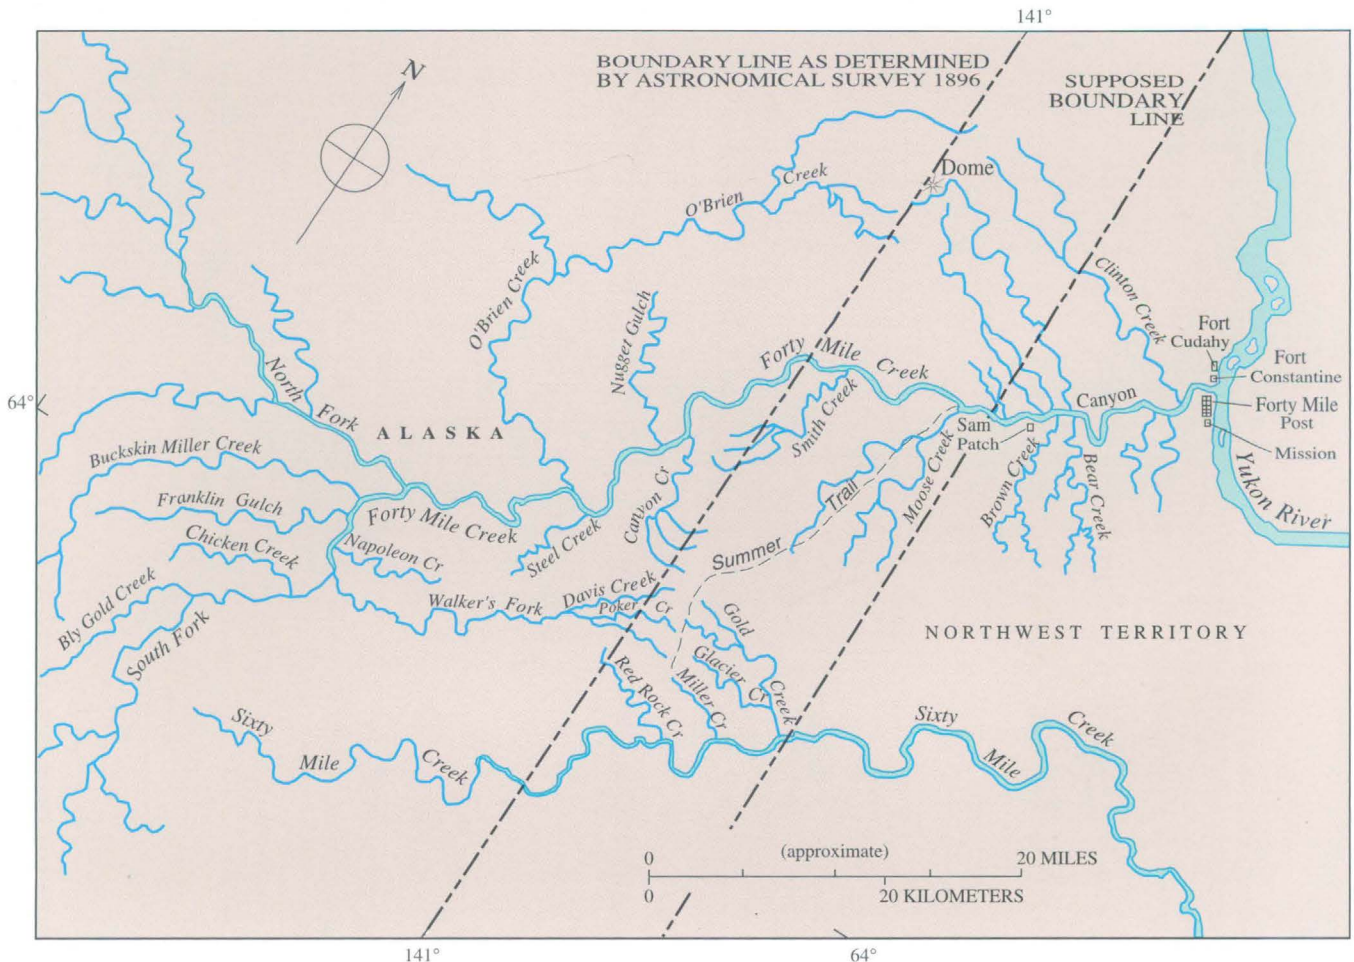 141°
BOUNDARY LINE AS DETERMINED
BY ASTRONOMICAL SURVEY 1896
SUPPOSED
BOUNDARY
LINE
N
Dome
O'Brien Creek
O'Brien Creek
Clinton Creek
Nugget Gulch
Fort
Cudahy
Fort
Constantine
Forty Mile Creek
Canyon
Forty Mile
Post
Mission
64°
North Fork
ALASKA
Smith Creek
Sam
Patch
Buckskin Miller Creek
Franklin Gulch
Forty Mile Creek
Canyon Cr
Moose Creek
Brown Creek
Bear Creek
Yukon River
Trail
Summer
Chicken Creek
Napoleon Cr
Steel Creek
Bly Gold Creek
Walker's Fork
Davis Creek
Poker Cr
Gold Creek
South Fork
NORTHWEST TERRITORY
Glacier Cr
Miller Cr
Red Rock Cr
Sixty Mile Creek
Sixty Mile Creek
0 (approximate) 20 MILES
0 20 KILOMETERS
141°
64°